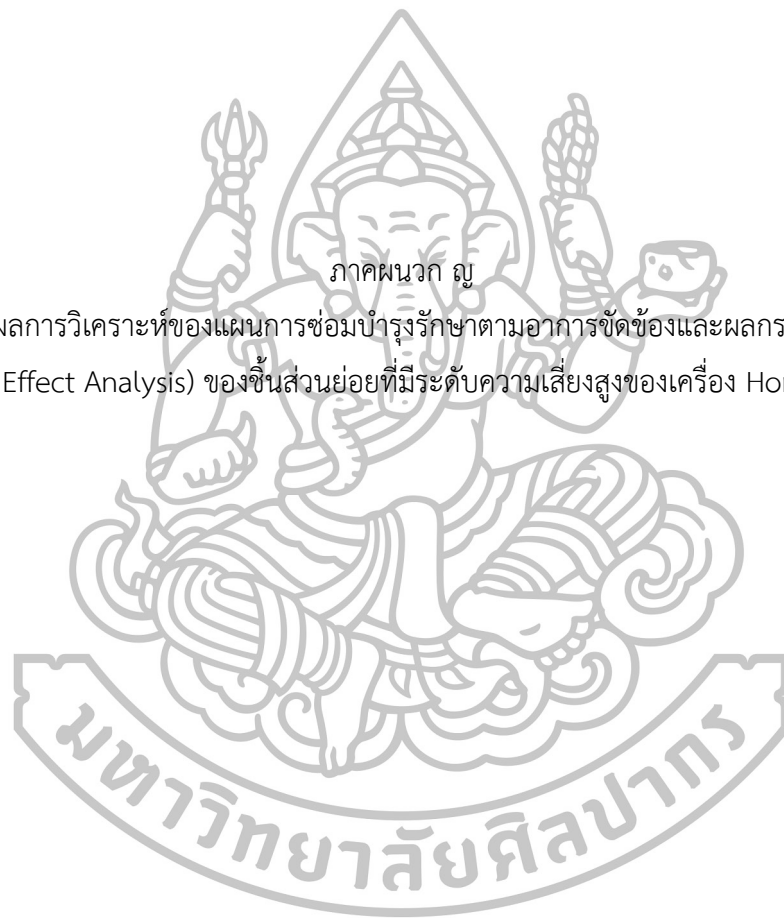 ภาคผนวก ญ
ผลการวิเคราะห์ของแผนการซ่อมบำรุงรักษาตามอาการขัดข้องและผลกร
Effect Analysis) ของชิ้นส่วนย่อยที่มีระดับความเสี่ยงสูงของเครื่อง Hor
มหาวิทยาลัยศิลปากร